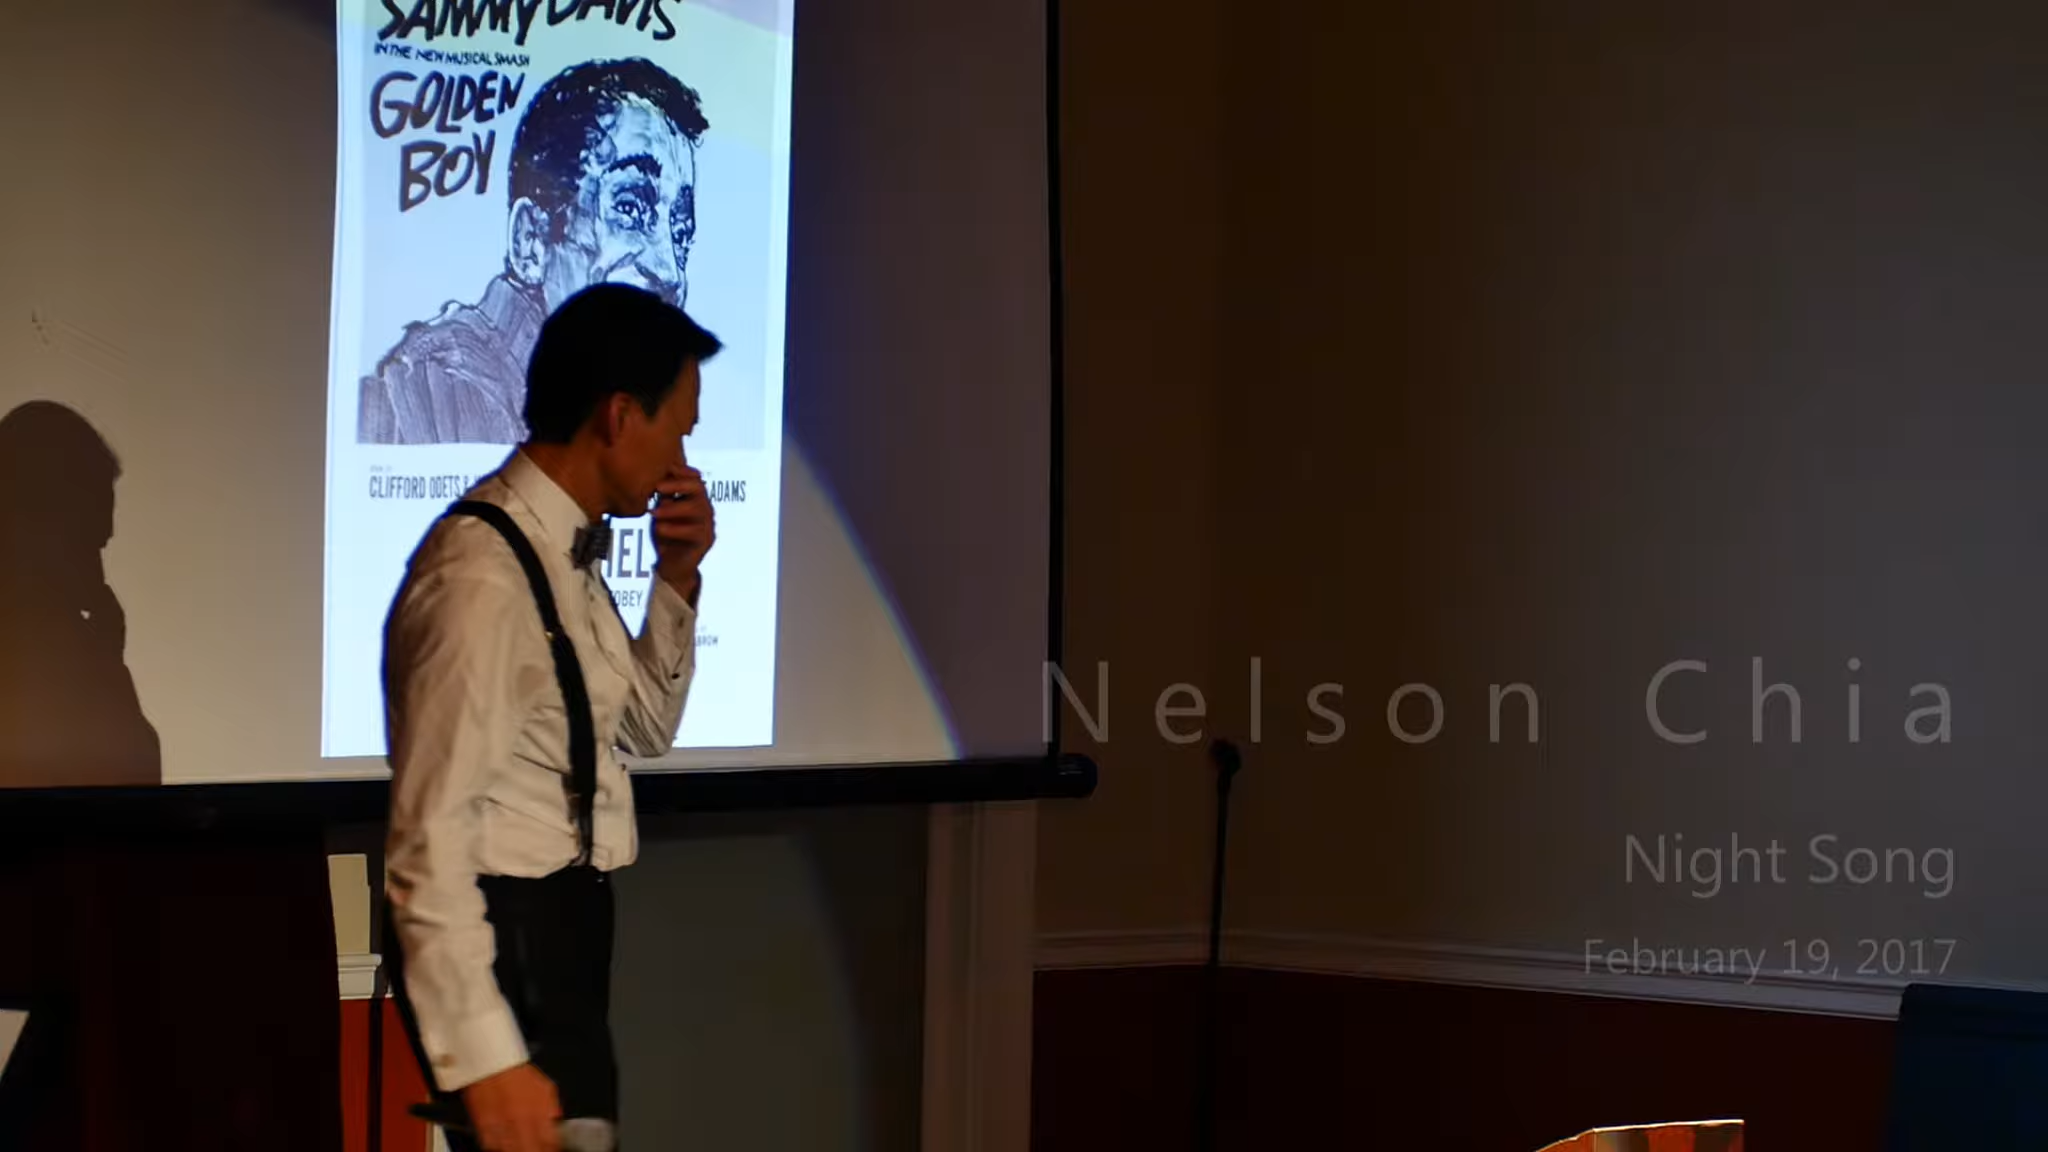 SAMMY DAVIS
IN THE NEW MUSICAL SMASH
GOLDEN
BOY
CLIFFORD ODETS &
ADAMS
Nelson Chia
Night Song
February 19, 2017